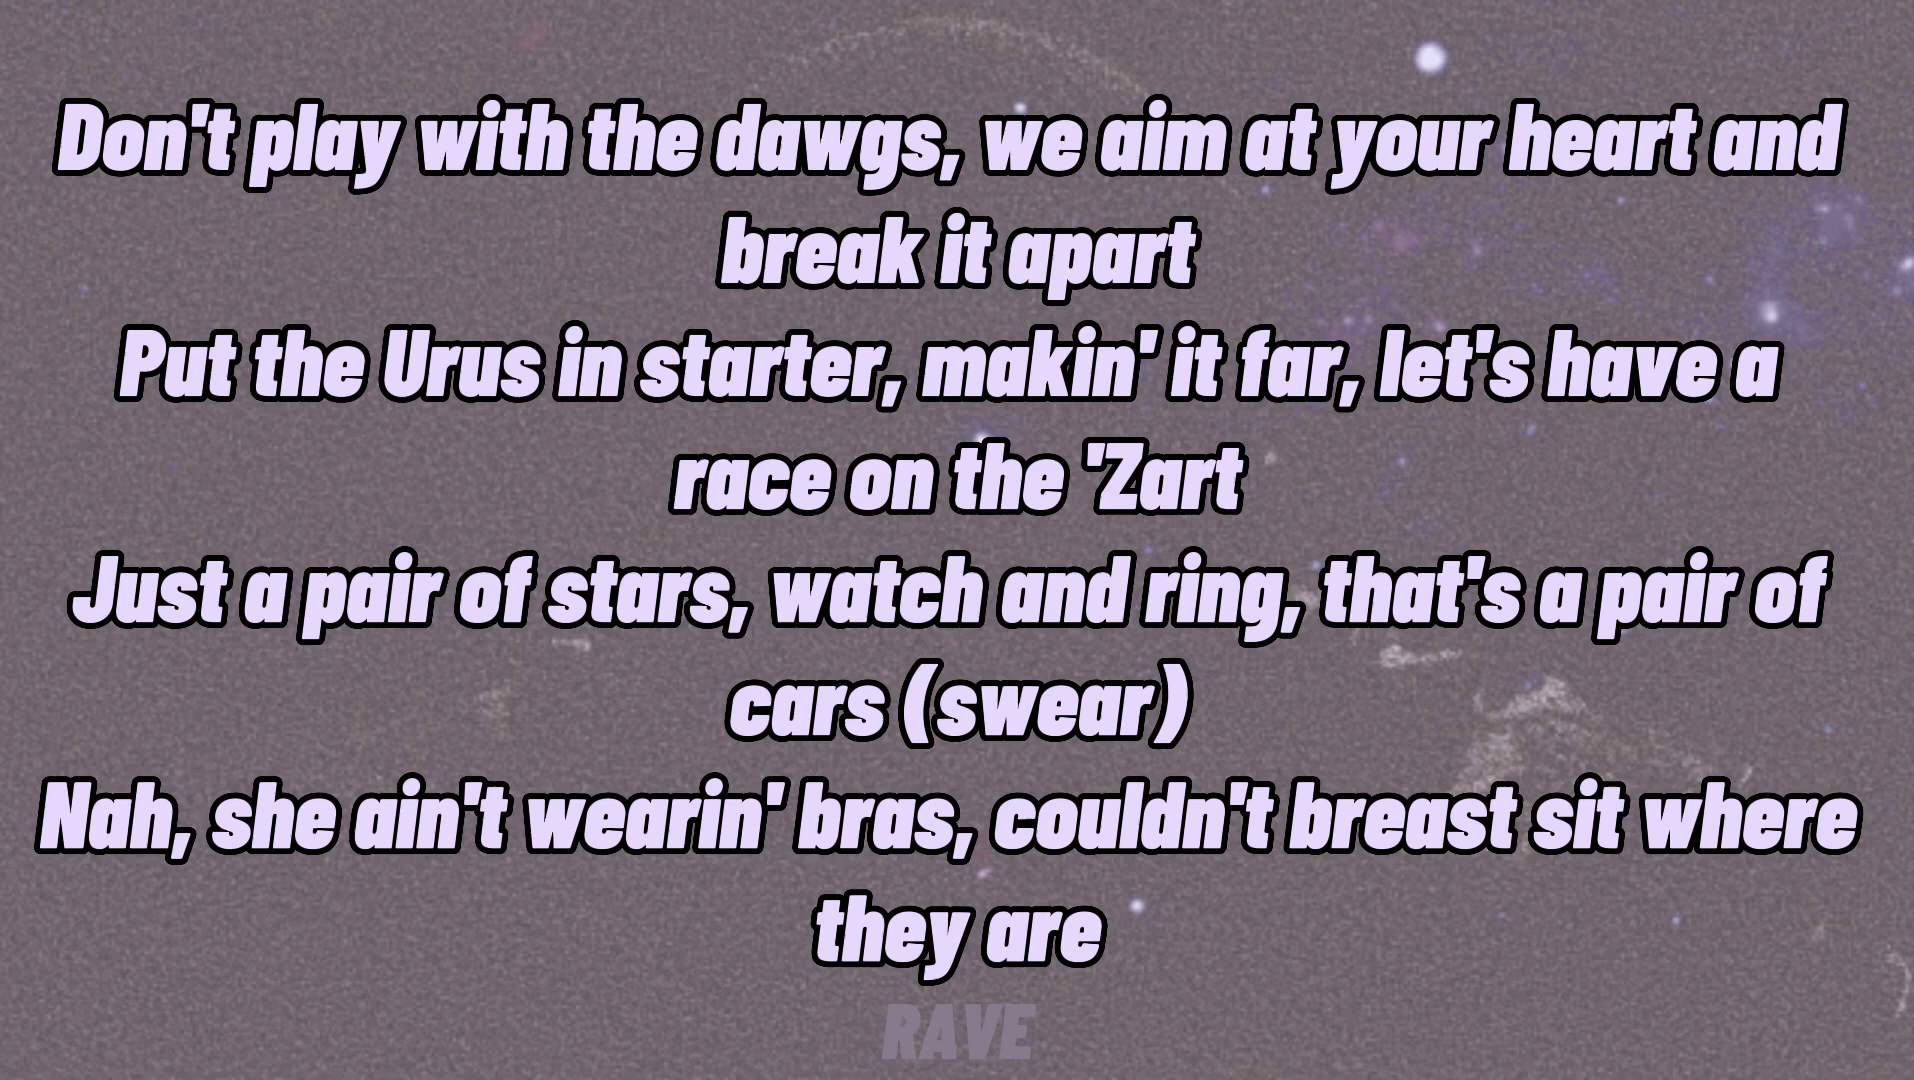 Don't play with the dawgs, we aim at your heart and
break it apart
Put the Urus in starter, makin' it far, let's have a
race on the 'Zart
Just a pair of stars, watch and ring, that's a pair of
cars (swear)
Nah, she ain't wearin' bras, couldn't breast sit where
they are
RAVE